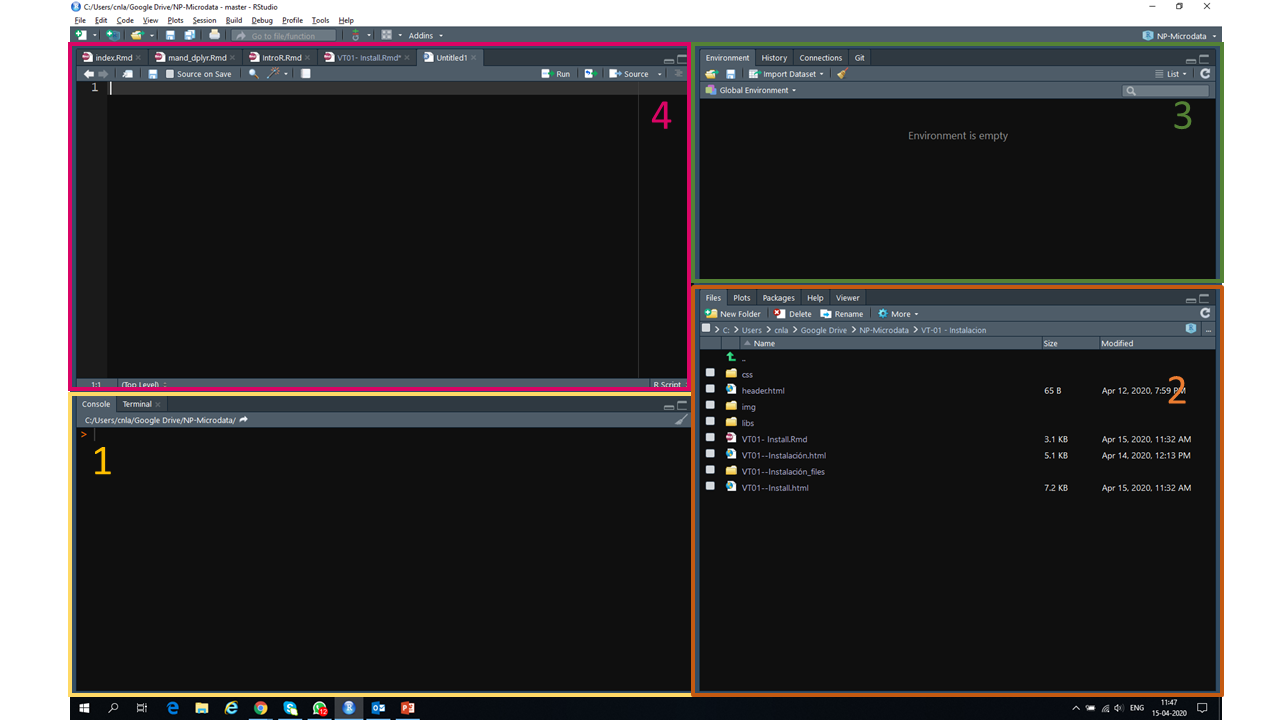 C:/Users/cnla/Google Drive/NP-Microdata - master - RStudio
File Edit Code View Plots Session Build Debug Profile Tools Help
Go to file/function Addins NP-Microdata
index.Rmd mand_dplyr.Rmd IntroR.Rmd VT01- Install.Rmd* Untitled1
Source on Save Run Source
1
4
1:1 (Top Level) R Script
Environment History Connections Git
Import Dataset List
Global Environment
3
Environment is empty
Console Terminal
C:/Users/cnla/Google Drive/NP-Microdata/
>
1
Files Plots Packages Help Viewer
New Folder Delete Rename More
C: Users cnla Google Drive NP-Microdata VT-01 - Instalacion ...
Name Size Modified
..
css
header.html 65 B Apr 12, 2020, 7:59 PM
2
img
libs
VT01- Install.Rmd 3.1 KB Apr 15, 2020, 11:32 AM
VT01--Instalación.html 5.1 KB Apr 14, 2020, 12:13 PM
VT01--Instalación_files
VT01--Install.html 7.2 KB Apr 15, 2020, 11:32 AM
12
ENG 11:47
15-04-2020